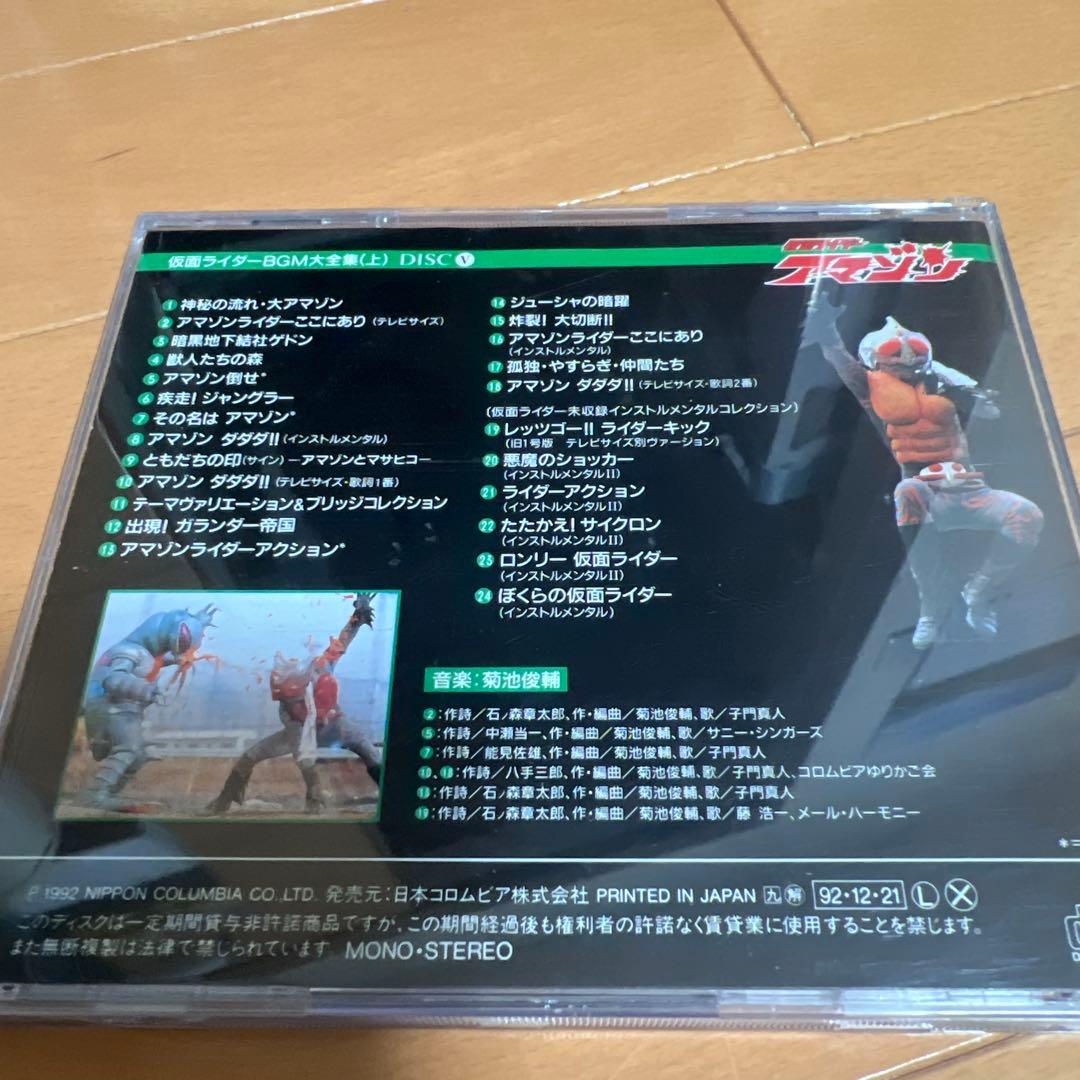 仮面ライダーBGM大全集(上) DISC Ⅴ
仮面ライダー
アマゾン
1 神秘の流れ・大アマゾン
2 アマゾンライダーここにあり(テレビサイズ)
3 暗黒地下結社ゲドン
4 獣人たちの森
5 アマゾン倒せ*
6 疾走! ジャングラー
7 その名は アマゾン*
8 アマゾン ダダダ!!(インストルメンタル)
9 ともだちの印(サイン) ―アマゾンとマサヒコ―
10 アマゾン ダダダ!!(テレビサイズ・歌詞1番)
11 テーマヴァリエーション&ブリッジコレクション
12 出現! ガランダー帝国
13 アマゾンライダーアクション*
14 ジューシャの暗躍
15 炸裂! 大切断!!
16 アマゾンライダーここにあり
(インストルメンタル)
17 孤独・やすらぎ・仲間たち
18 アマゾン ダダダ!!(テレビサイズ・歌詞2番)
(仮面ライダー未収録インストルメンタルコレクション)
19 レッツゴー!! ライダーキック
(旧1号版 テレビサイズ別ヴァージョン)
20 悪魔のショッカー
(インストルメンタルII)
21 ライダーアクション
(インストルメンタルII)
22 たたかえ! サイクロン
(インストルメンタルII)
23 ロンリー 仮面ライダー
(インストルメンタルII)
24 ぼくらの仮面ライダー
(インストルメンタル)
音楽:菊池俊輔
2:作詩/石ノ森章太郎、作・編曲/菊池俊輔、歌/子門真人
5:作詩/中瀬当一、作・編曲/菊池俊輔、歌/サニー・シンガーズ
7:作詩/能見佐雄、作・編曲/菊池俊輔、歌/子門真人
10、18:作詩/八手三郎、作・編曲/菊池俊輔、歌/子門真人、コロムビアゆりかご会
13:作詩/石ノ森章太郎、作・編曲/菊池俊輔、歌/子門真人
19:作詩/石ノ森章太郎、作・編曲/菊池俊輔、歌/藤 浩一、メール・ハーモニー
*=
℗1992 NIPPON COLUMBIA CO.,LTD. 発売元:日本コロムビア株式会社 PRINTED IN JAPAN 九 解 92・12・21 L X
このディスクは一定期間貸与非許諾商品ですが、この期間経過後も権利者の許諾なく賃貸業に使用することを禁じます。
また無断複製は法律で禁じられています MONO・STEREO